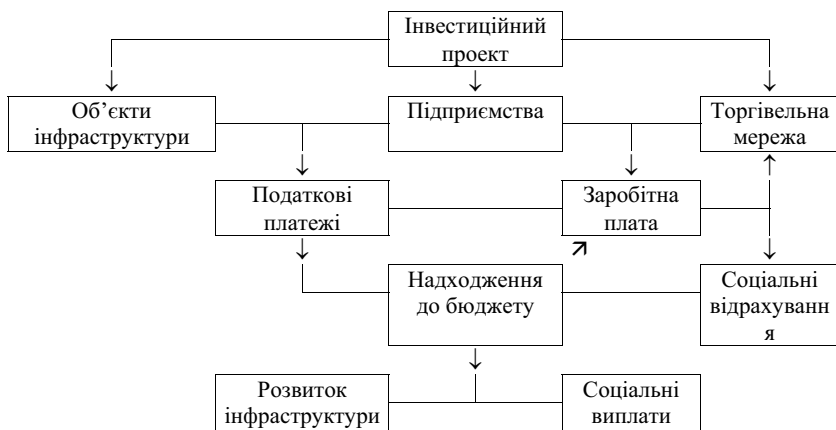 Інвестиційний
проект
Об’єкти
інфраструктури
Підприємства
Торгівельна
мережа
Податкові
платежі
Заробітна
плата
Надходження
до бюджету
Соціальні
відрахуванн
я
Розвиток
інфраструктури
Соціальні
виплати